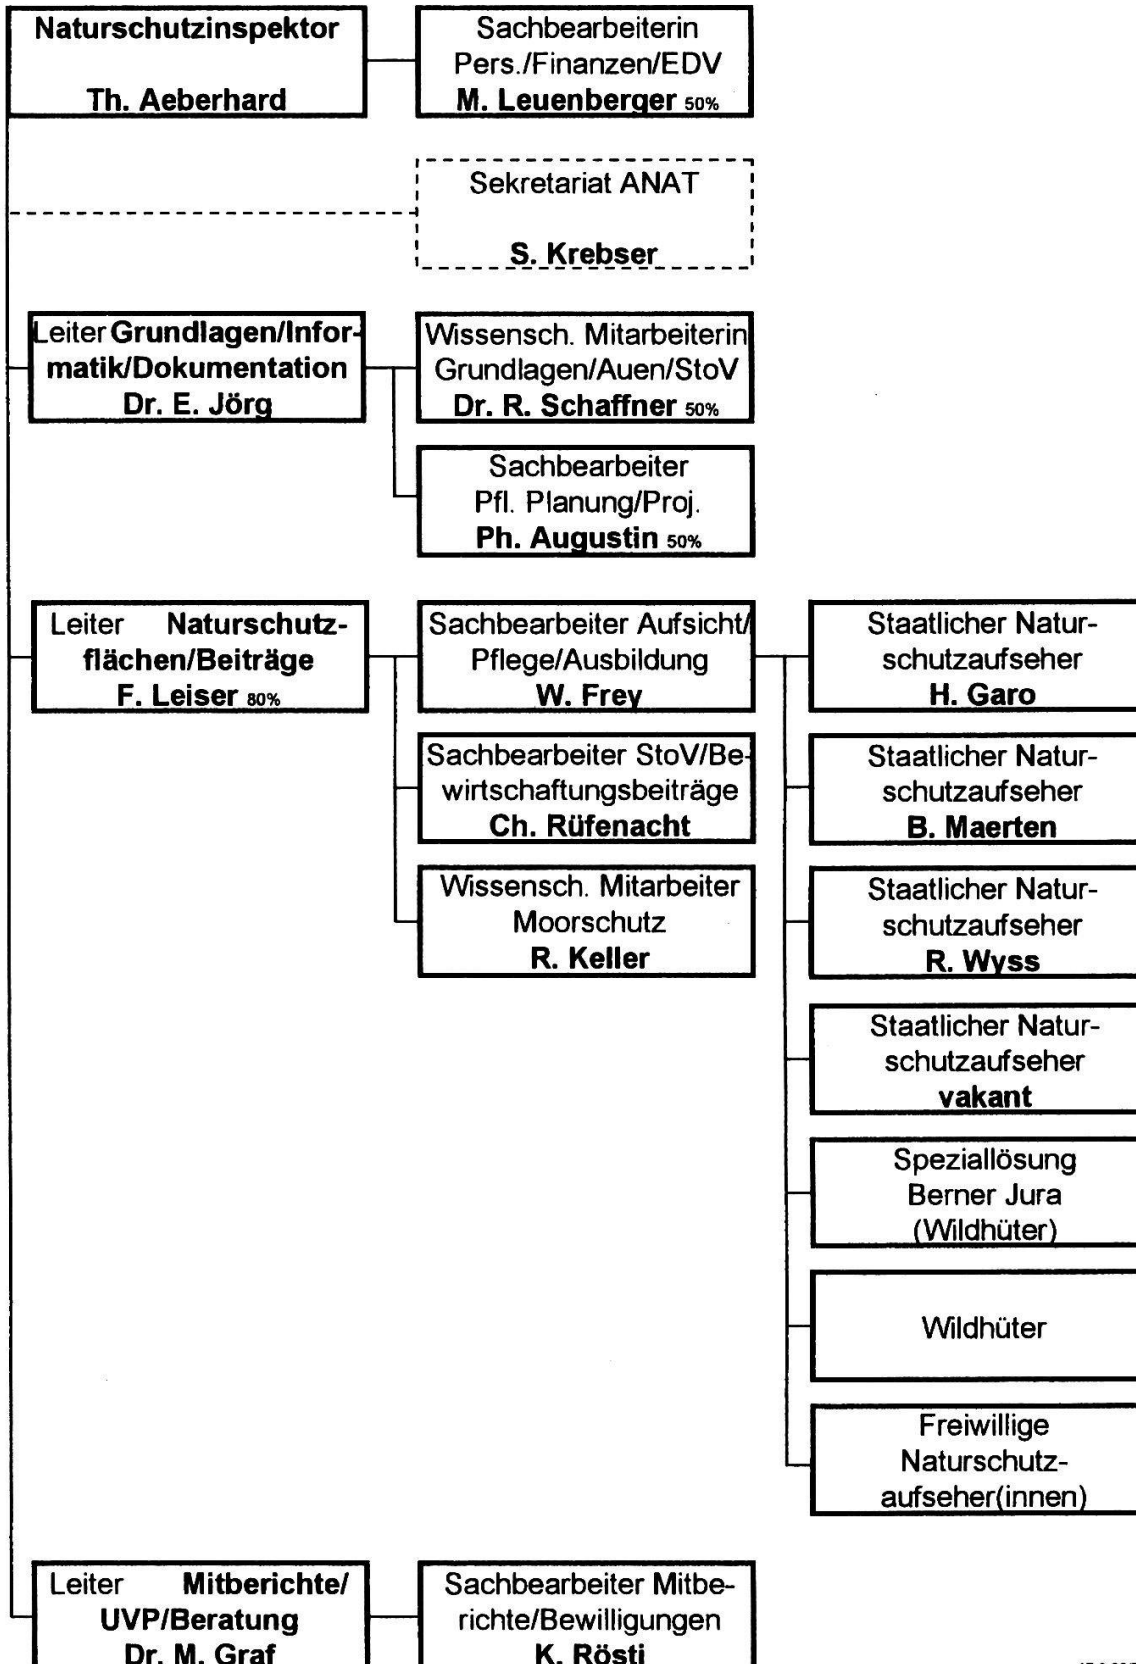 Naturschutzinspektor
Th. Aeberhard
Sachbearbeiterin
Pers./Finanzen/EDV
M. Leuenberger 50%
Sekretariat ANAT
S. Krebser
Leiter Grundlagen/Infor-
matik/Dokumentation
Dr. E. Jörg
Wissensch. Mitarbeiterin
Grundlagen/Auen/StoV
Dr. R. Schaffner 50%
Sachbearbeiter
Pfl. Planung/Proj.
Ph. Augustin 50%
Leiter Naturschutz-
flächen/Beiträge
F. Leiser 80%
Sachbearbeiter Aufsicht/
Pflege/Ausbildung
W. Frey
Staatlicher Natur-
schutzaufseher
H. Garo
Sachbearbeiter StoV/Be-
wirtschaftungsbeiträge
Ch. Rüfenacht
Staatlicher Natur-
schutzaufseher
B. Maerten
Wissensch. Mitarbeiter
Moorschutz
R. Keller
Staatlicher Natur-
schutzaufseher
R. Wyss
Staatlicher Natur-
schutzaufseher
vakant
Speziallösung
Berner Jura
(Wildhüter)
Wildhüter
Freiwillige
Naturschutz-
aufseher(innen)
Leiter Mitberichte/
UVP/Beratung
Dr. M. Graf
Sachbearbeiter Mitbe-
richte/Bewilligungen
K. Rösti